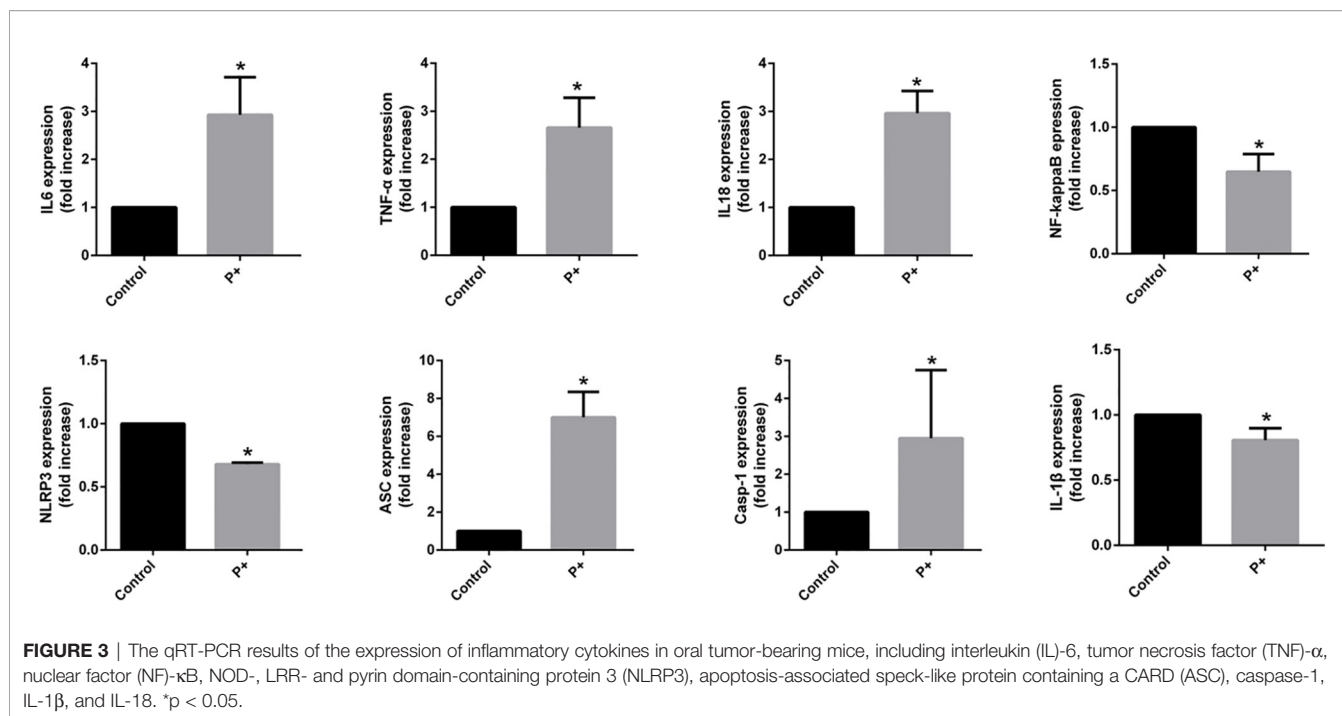 IL6 expression
(fold increase)
4
3
2
1
0
*
Control
P+
TNF-α expression
(fold increase)
4
3
2
1
0
*
Control
P+
IL18 expression
(fold increase)
4
3
2
1
0
*
Control
P+
NF-kappaB epression
(fold increase)
1.5
1.0
0.5
0.0
*
Control
P+
NLRP3 expression
(fold increase)
1.5
1.0
0.5
0.0
*
Control
P+
ASC expression
(fold increase)
10
8
6
4
2
0
*
Control
P+
Casp-1 expression
(fold increase)
5
4
3
2
1
0
*
Control
P+
IL-1β expression
(fold increase)
1.5
1.0
0.5
0.0
*
Control
P+
FIGURE 3 | The qRT-PCR results of the expression of inflammatory cytokines in oral tumor-bearing mice, including interleukin (IL)-6, tumor necrosis factor (TNF)-α,
nuclear factor (NF)-κB, NOD-, LRR- and pyrin domain-containing protein 3 (NLRP3), apoptosis-associated speck-like protein containing a CARD (ASC), caspase-1,
IL-1β, and IL-18. *p < 0.05.